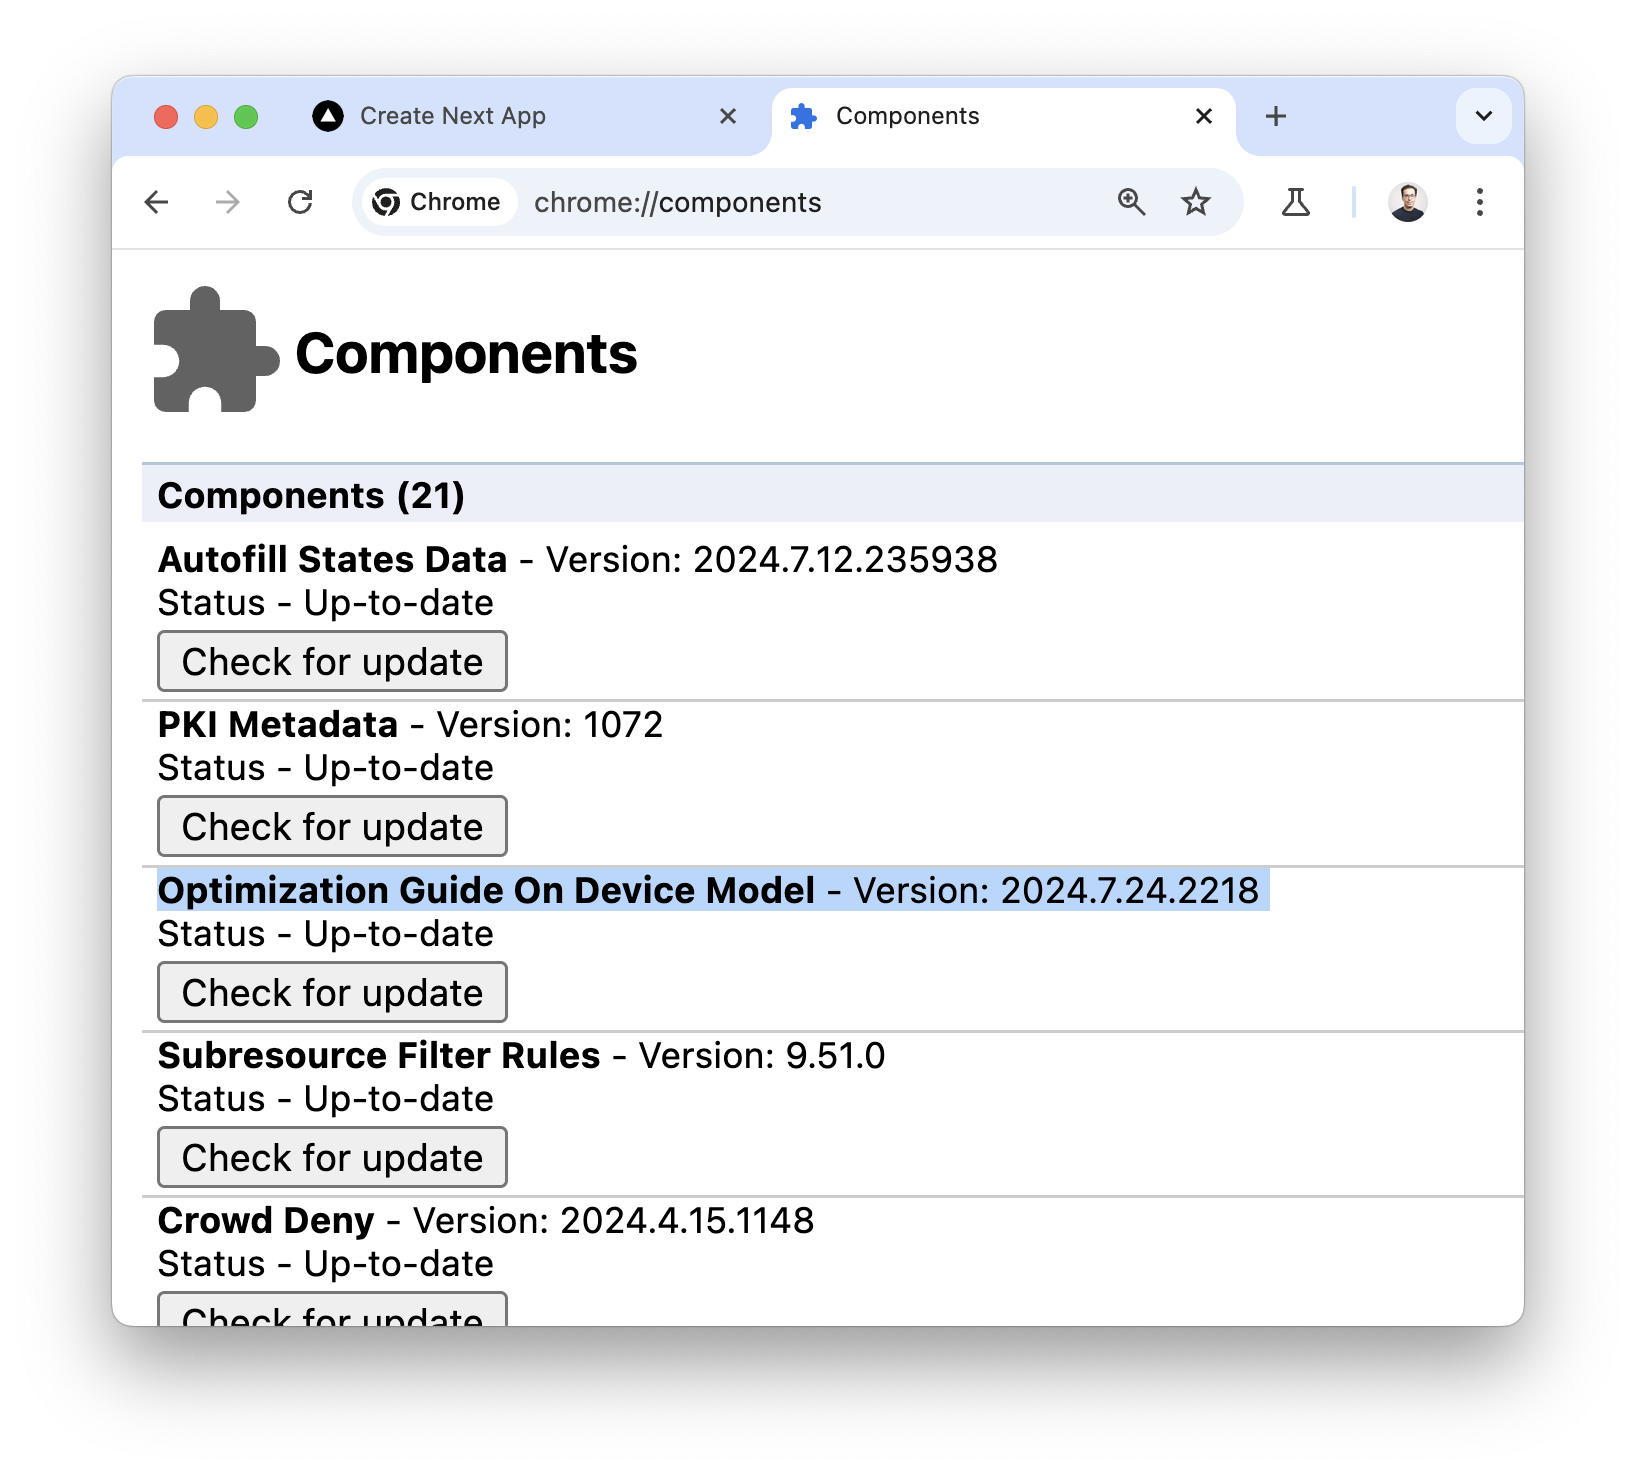 Create Next App
Components
Chrome
chrome://components
Components
Components (21)
Autofill States Data - Version: 2024.7.12.235938
Status - Up-to-date
Check for update
PKI Metadata - Version: 1072
Status - Up-to-date
Check for update
Optimization Guide On Device Model - Version: 2024.7.24.2218
Status - Up-to-date
Check for update
Subresource Filter Rules - Version: 9.51.0
Status - Up-to-date
Check for update
Crowd Deny - Version: 2024.4.15.1148
Status - Up-to-date
Check for update